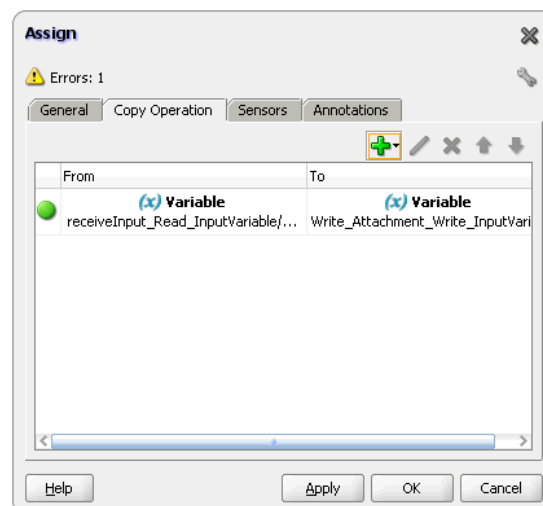 Assign
Errors: 1
General Copy Operation Sensors Annotations
From To
(x) Variable (x) Variable
receiveInput_Read_InputVariable/... Write_Attachment_Write_InputVari
Help Apply OK Cancel